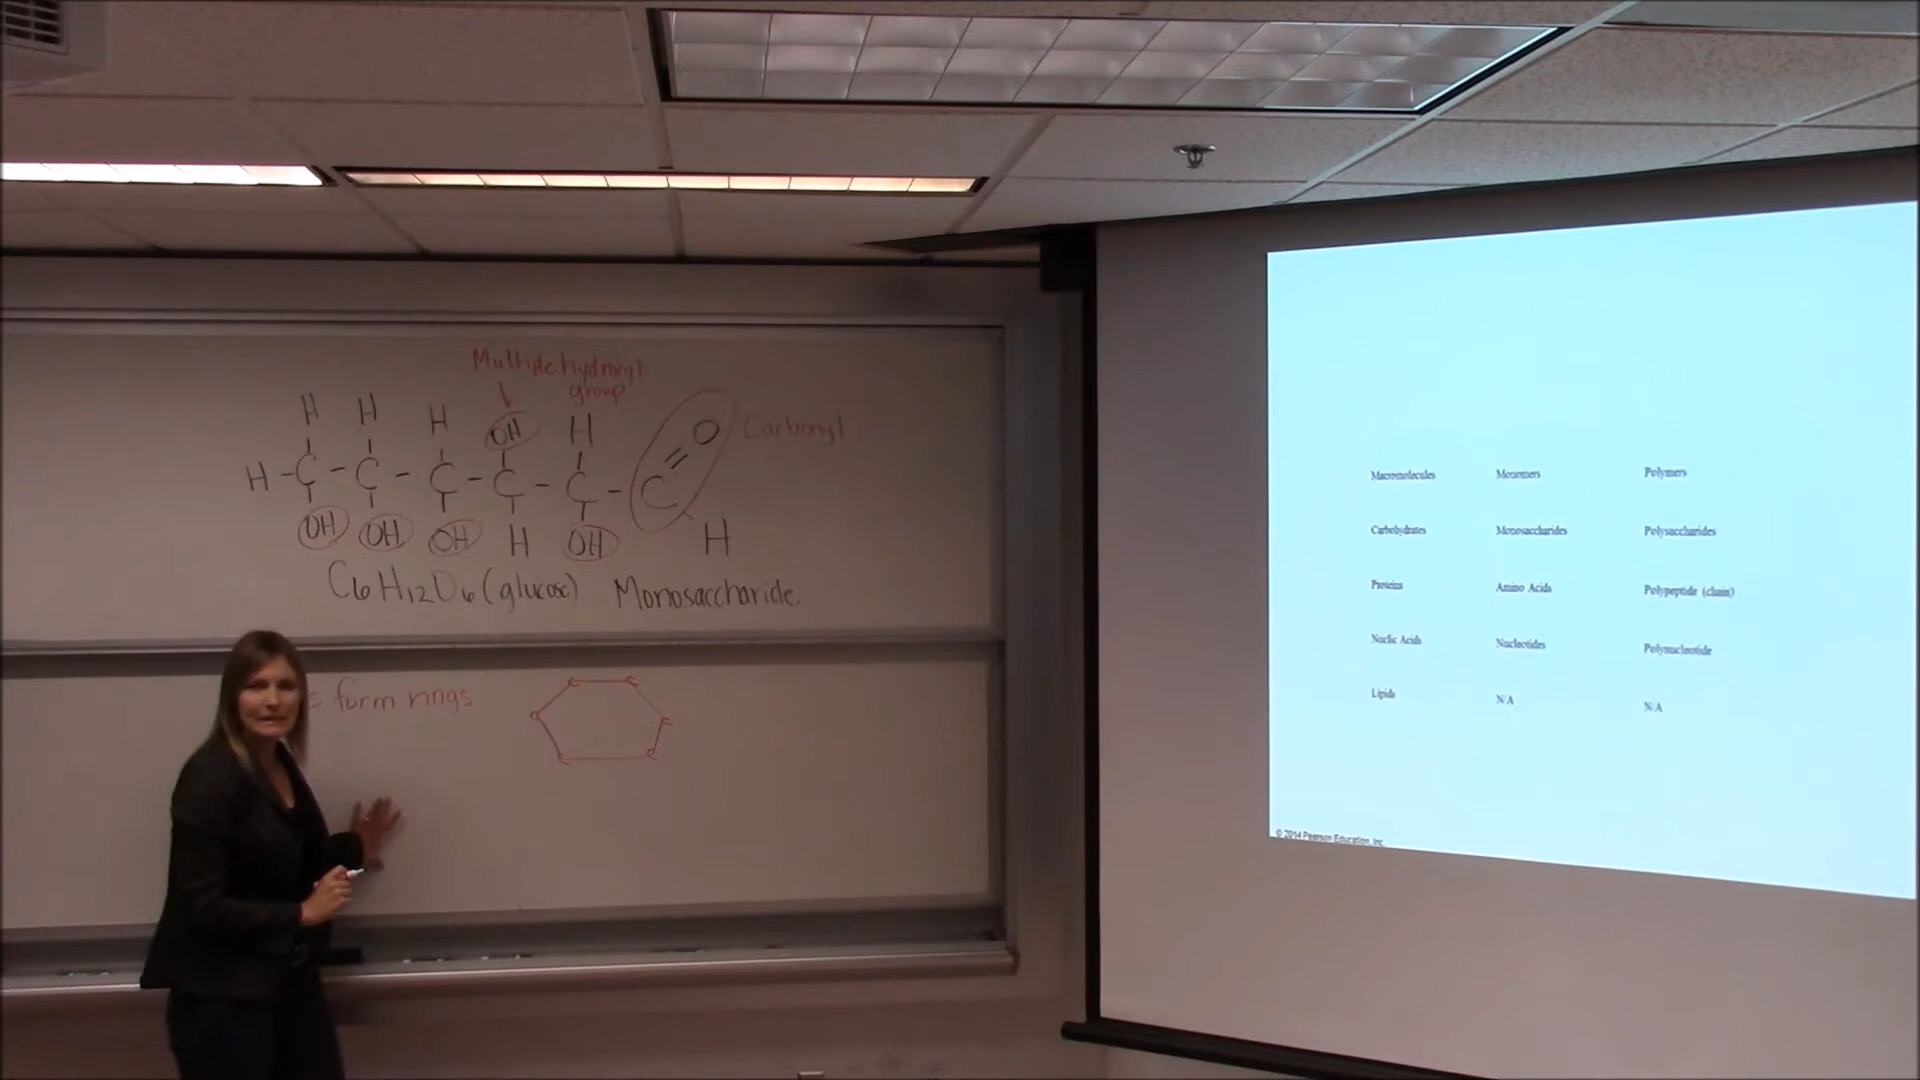 Multiple hydroxyl
group
H H H OH H O Carbonyl
H-C-C-C-C-C-C
OH OH OH H OH H
C6H12O6 (glucose) Monosaccharide.
form rings
C C
C C
C C
Macromolecules Monomers Polymers
Carbohydrates Monosaccharides Polysaccharides
Proteins Amino Acids Polypeptide (chain)
Nuclic Acids Nucleotides Polynucleotide
Lipids N/A N/A
© 2014 Pearson Education, Inc.